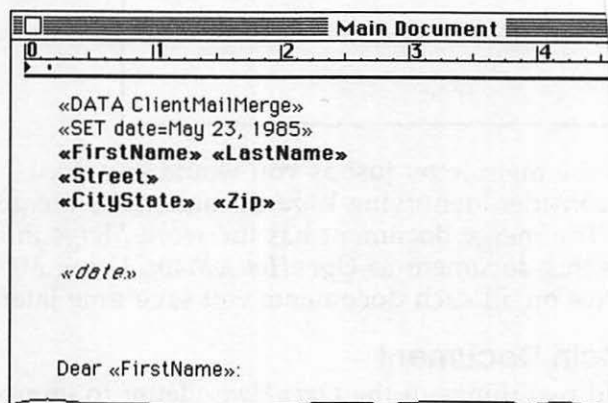 Main Document
0 1 2 3 4
«DATA ClientMailMerge»
«SET date=May 23, 1985»
«FirstName» «LastName»
«Street»
«CityState» «Zip»
«date»
Dear «FirstName»: